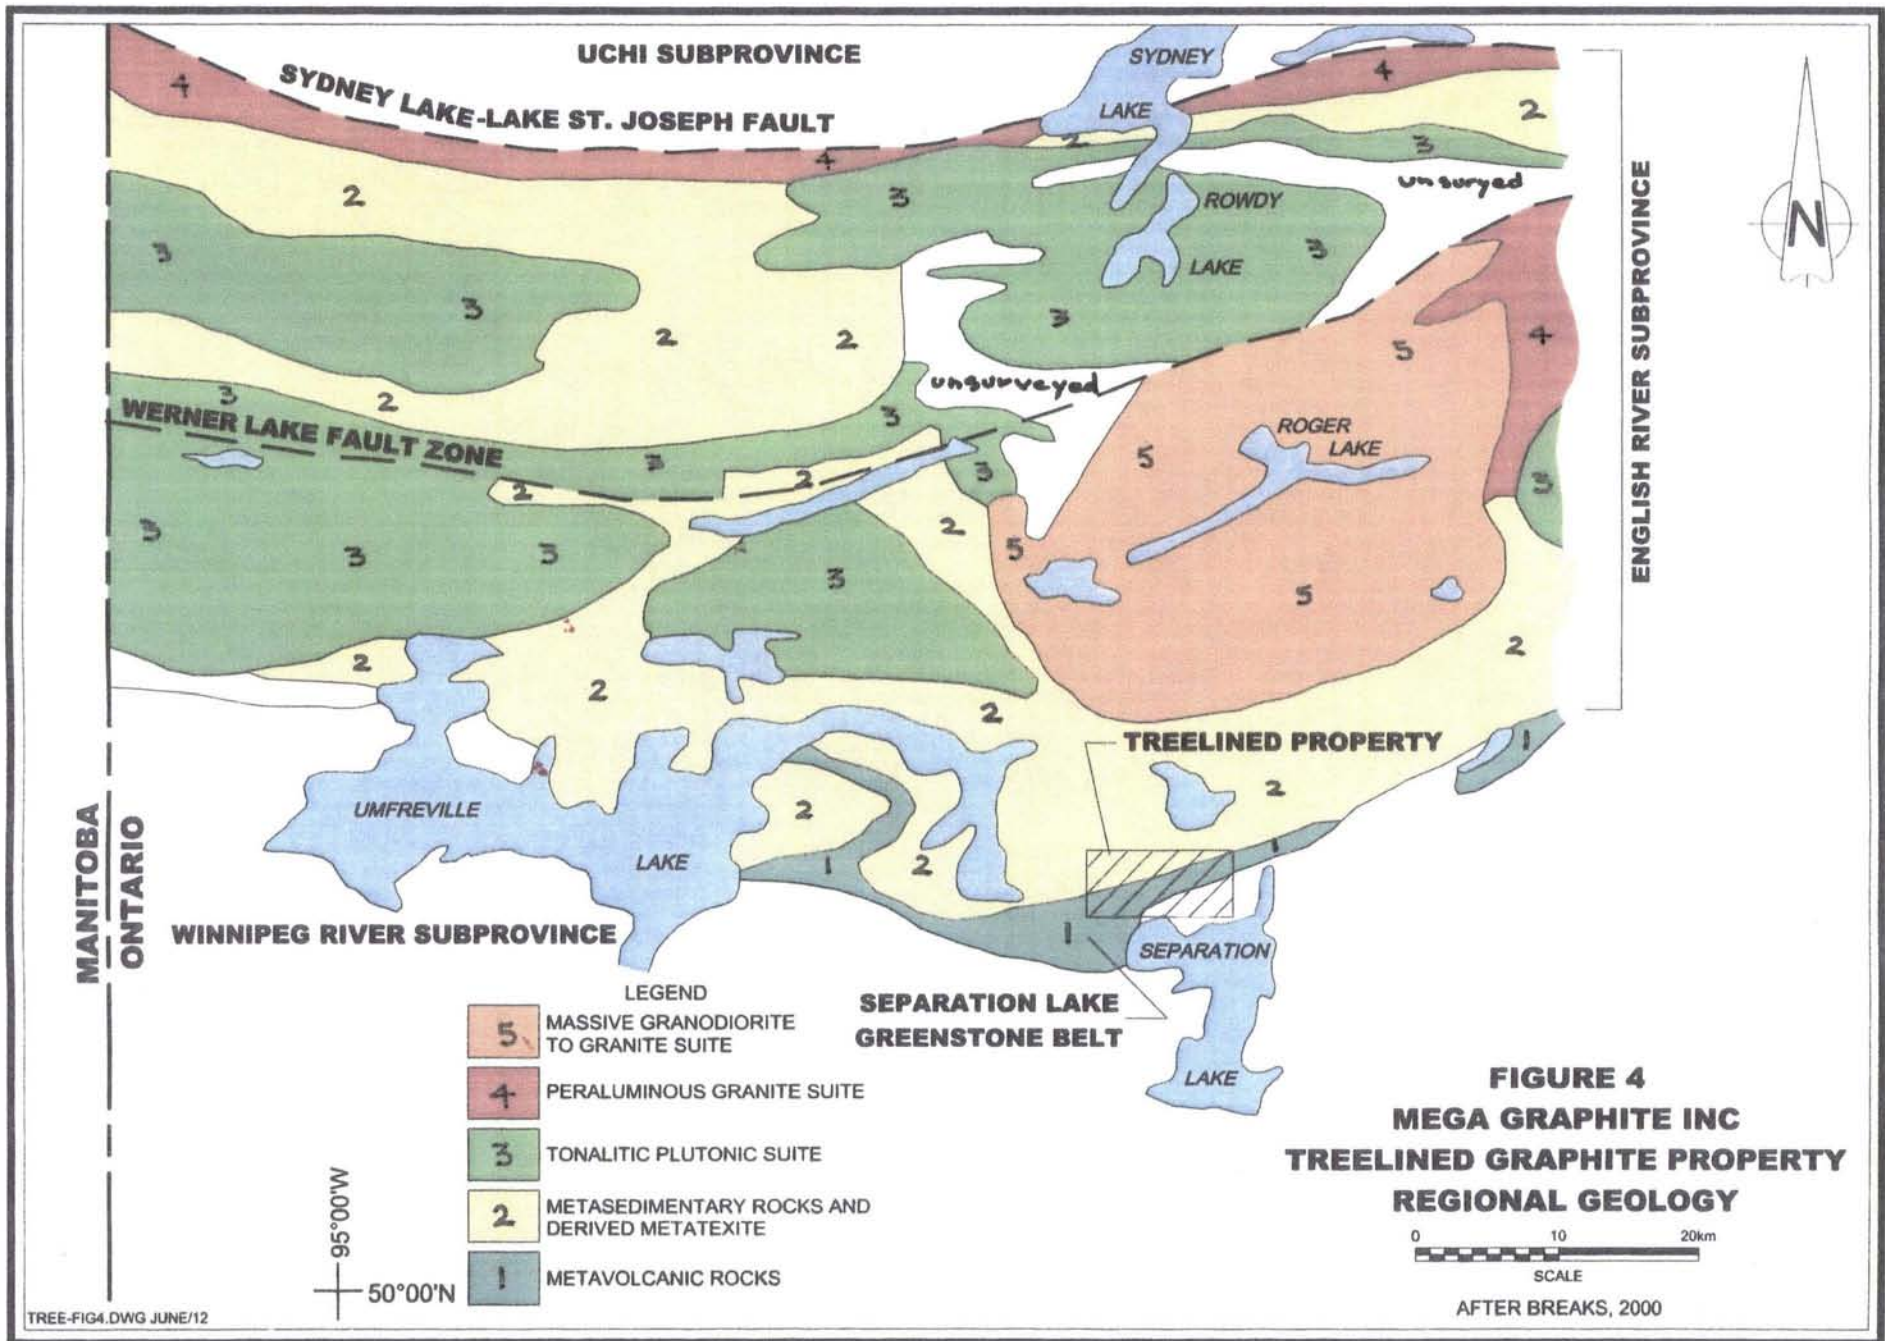 UCHI SUBPROVINCE
SYDNEY LAKE-LAKE ST. JOSEPH FAULT
SYDNEY
LAKE
4
4
2
2
3
4
unsuryed
2
3
ROWDY
3
LAKE
3
3
3
2
2
5
4
unsurveyed
3
2
3
WERNER LAKE FAULT ZONE
ROGER
LAKE
5
3
2
3
2
3
3
2
3
3
5
3
5
2
2
2
2
ENGLISH RIVER SUBPROVINCE
N
TREELINED PROPERTY
1
2
UMFREVILLE
LAKE
2
1
2
1
MANITOBA
ONTARIO
WINNIPEG RIVER SUBPROVINCE
1
SEPARATION
LAKE
SEPARATION LAKE
GREENSTONE BELT
LEGEND
5 MASSIVE GRANODIORITE
TO GRANITE SUITE
4 PERALUMINOUS GRANITE SUITE
3 TONALITIC PLUTONIC SUITE
2 METASEDIMENTARY ROCKS AND
DERIVED METATEXITE
1 METAVOLCANIC ROCKS
95°00'W
50°00'N
FIGURE 4
MEGA GRAPHITE INC
TREELINED GRAPHITE PROPERTY
REGIONAL GEOLOGY
0 10 20km
SCALE
AFTER BREAKS, 2000
TREE-FIG4.DWG JUNE/12